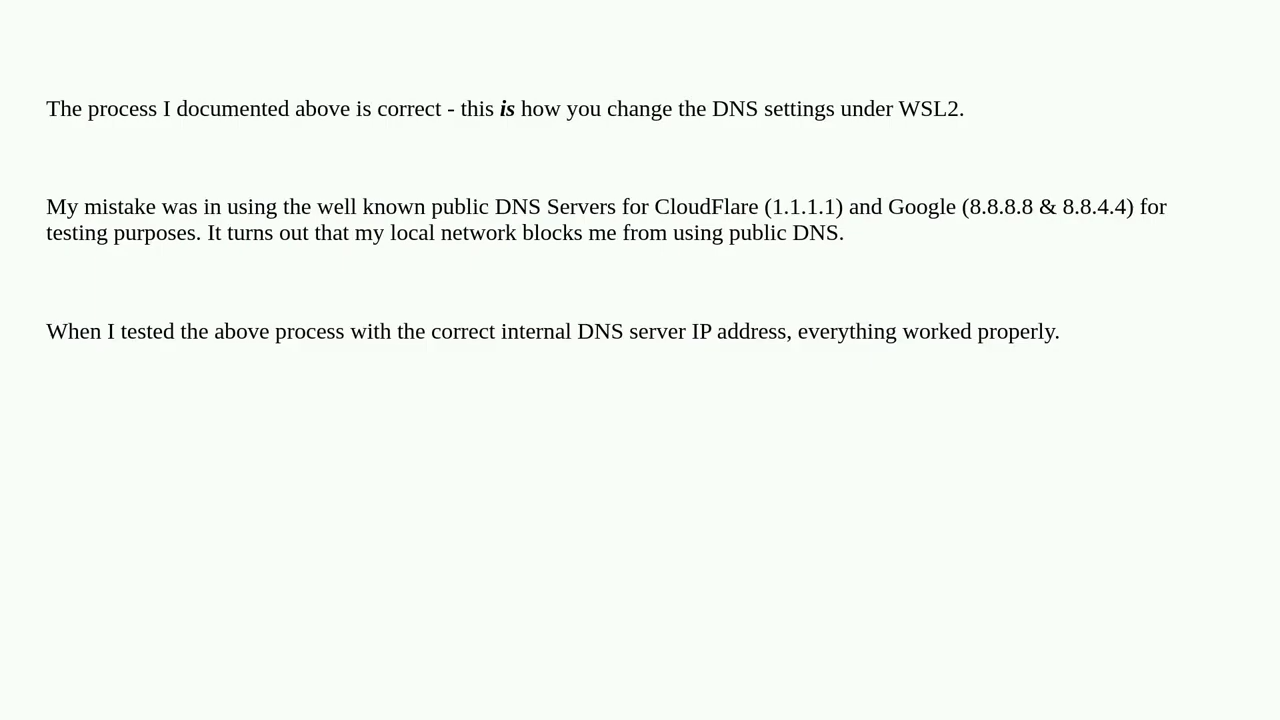 The process I documented above is correct - this is how you change the DNS settings under WSL2.
My mistake was in using the well known public DNS Servers for CloudFlare (1.1.1.1) and Google (8.8.8.8 & 8.8.4.4) for
testing purposes. It turns out that my local network blocks me from using public DNS.
When I tested the above process with the correct internal DNS server IP address, everything worked properly.